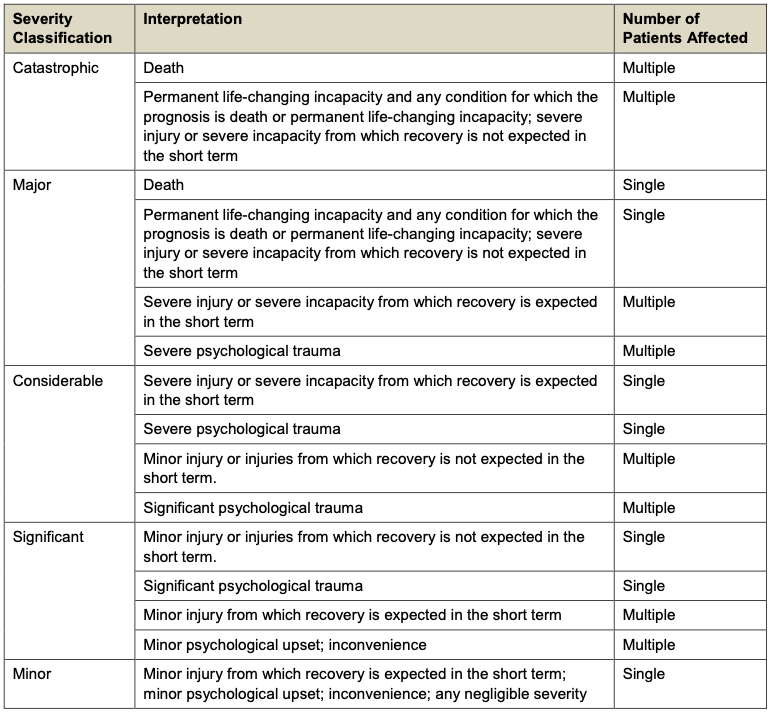 Severity Classification Interpretation Number of Patients Affected
Catastrophic Death Multiple
Permanent life-changing incapacity and any condition for which the Multiple
prognosis is death or permanent life-changing incapacity; severe
injury or severe incapacity from which recovery is not expected in
the short term
Major Death Single
Permanent life-changing incapacity and any condition for which the Single
prognosis is death or permanent life-changing incapacity; severe
injury or severe incapacity from which recovery is not expected in
the short term
Severe injury or severe incapacity from which recovery is expected Multiple
in the short term
Severe psychological trauma Multiple
Considerable Severe injury or severe incapacity from which recovery is expected Single
in the short term
Severe psychological trauma Single
Minor injury or injuries from which recovery is not expected in the Multiple
short term.
Significant psychological trauma Multiple
Significant Minor injury or injuries from which recovery is not expected in the Single
short term.
Significant psychological trauma Single
Minor injury from which recovery is expected in the short term Multiple
Minor psychological upset; inconvenience Multiple
Minor Minor injury from which recovery is expected in the short term; Single
minor psychological upset; inconvenience; any negligible severity